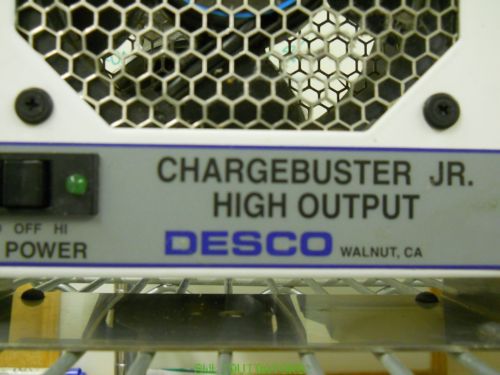 CHARGEBUSTER JR.
HIGH OUTPUT
OFF HI
POWER
DESCO WALNUT, CA